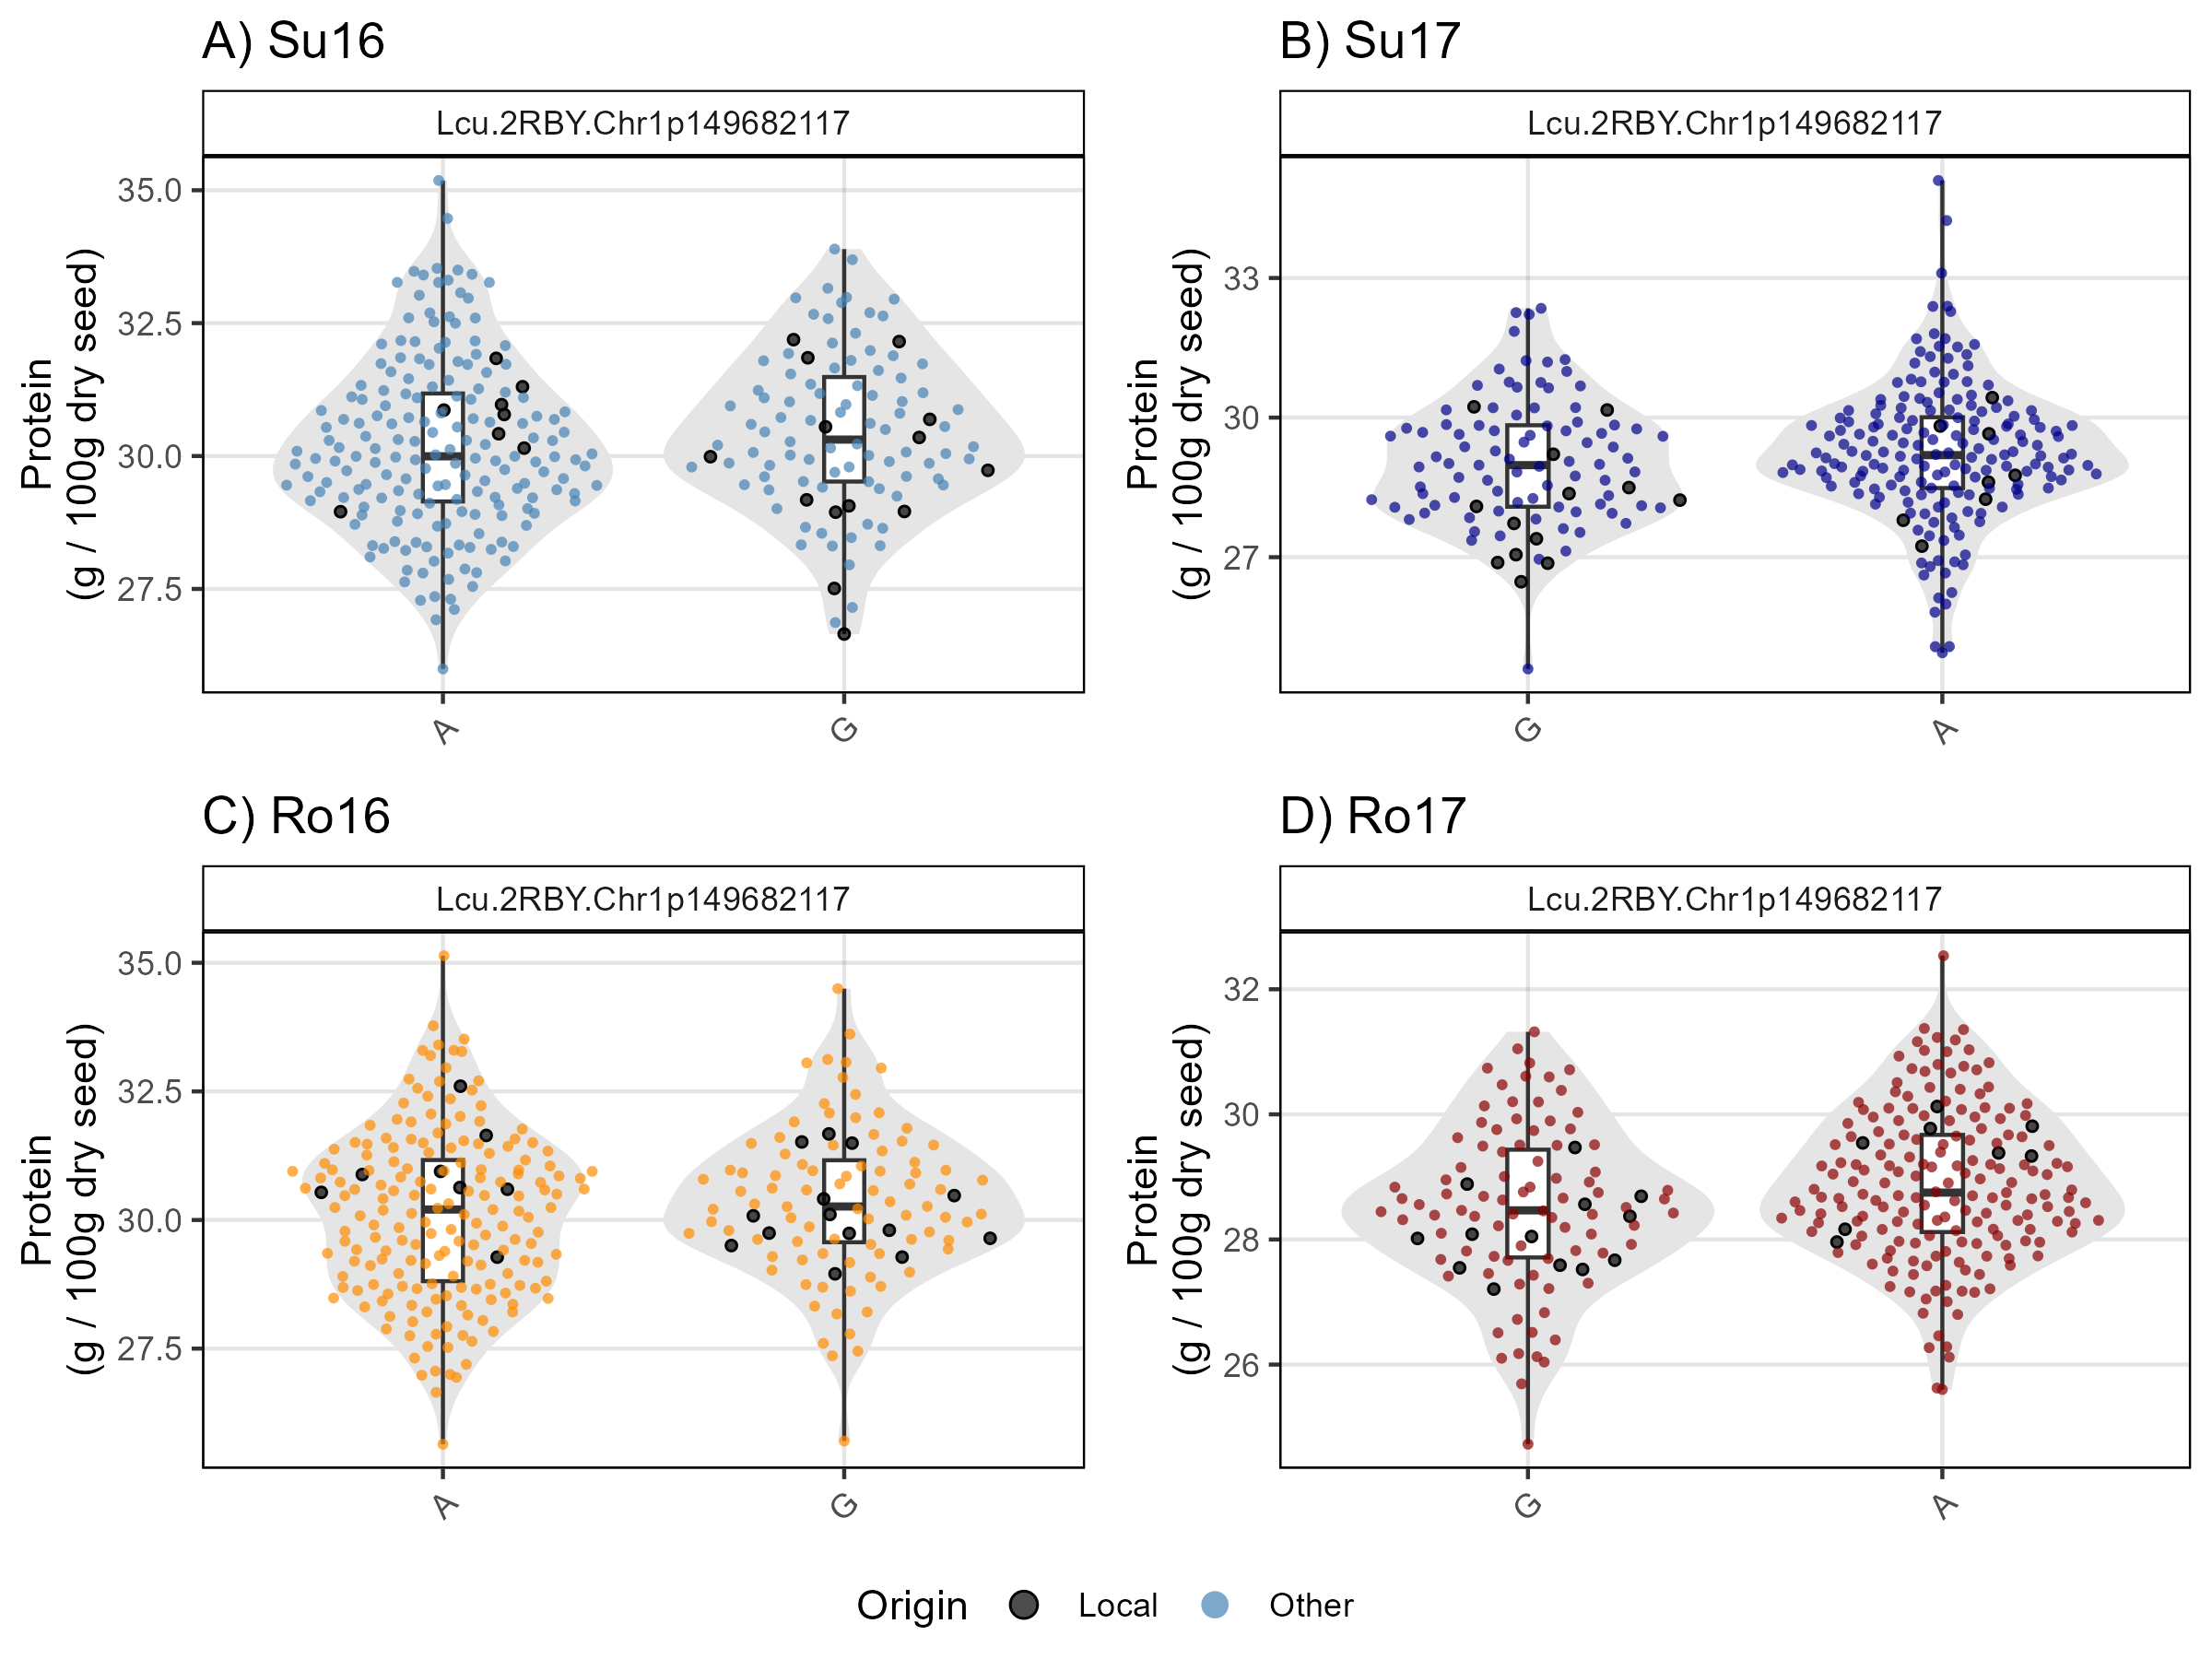 A) Su16
Lcu.2RBY.Chr1p149682117
Protein
(g / 100g dry seed)
35.0
32.5
30.0
27.5
A
G
B) Su17
Lcu.2RBY.Chr1p149682117
Protein
(g / 100g dry seed)
33
30
27
G
A
C) Ro16
Lcu.2RBY.Chr1p149682117
Protein
(g / 100g dry seed)
35.0
32.5
30.0
27.5
A
G
D) Ro17
Lcu.2RBY.Chr1p149682117
Protein
(g / 100g dry seed)
32
30
28
26
G
A
Origin Local Other